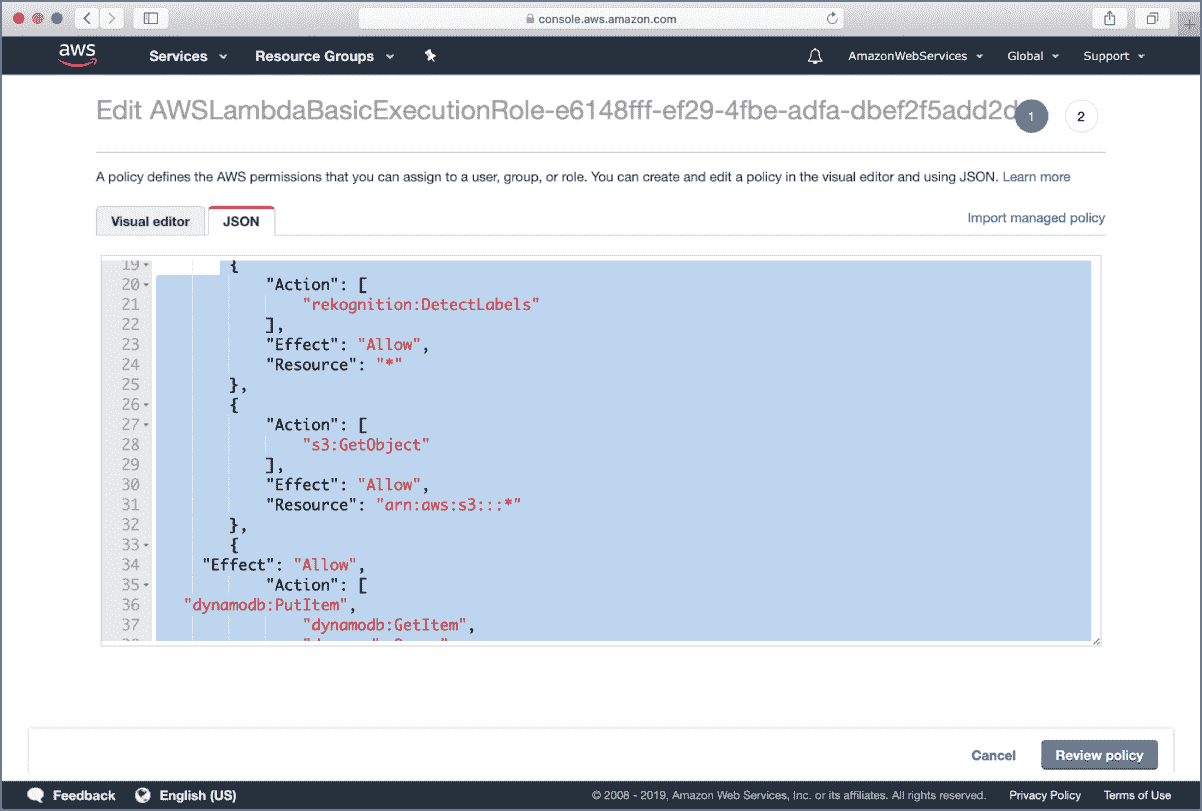 console.aws.amazon.com
aws Services Resource Groups AmazonWebServices Global Support
Edit AWSLambdaBasicExecutionRole-e6148fff-ef29-4fbe-adfa-dbef2f5add2d 1 2
A policy defines the AWS permissions that you can assign to a user, group, or role. You can create and edit a policy in the visual editor and using JSON. Learn more
Visual editor JSON Import managed policy
19 {
20 "Action": [
21 "rekognition:DetectLabels"
22 ],
23 "Effect": "Allow",
24 "Resource": "*"
25 },
26 {
27 "Action": [
28 "s3:GetObject"
29 ],
30 "Effect": "Allow",
31 "Resource": "arn:aws:s3:::*"
32 },
33 {
34 "Effect": "Allow",
35 "Action": [
36 "dynamodb:PutItem",
37 "dynamodb:GetItem",
Cancel Review policy
Feedback English (US) © 2008 - 2019, Amazon Web Services, Inc. or its affiliates. All rights reserved. Privacy Policy Terms of Use